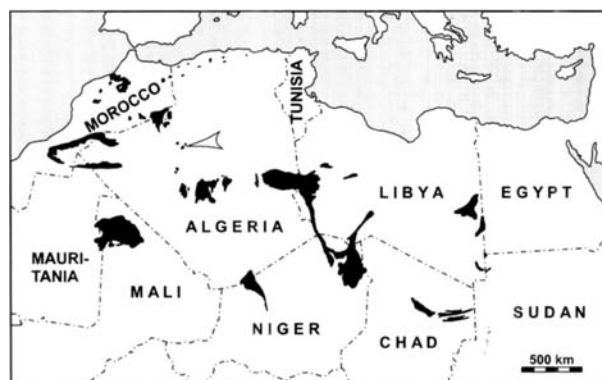 MOROCCO
TUNISIA
ALGERIA
LIBYA
EGYPT
MAURI-
TANIA
MALI
NIGER
CHAD
SUDAN
500 km